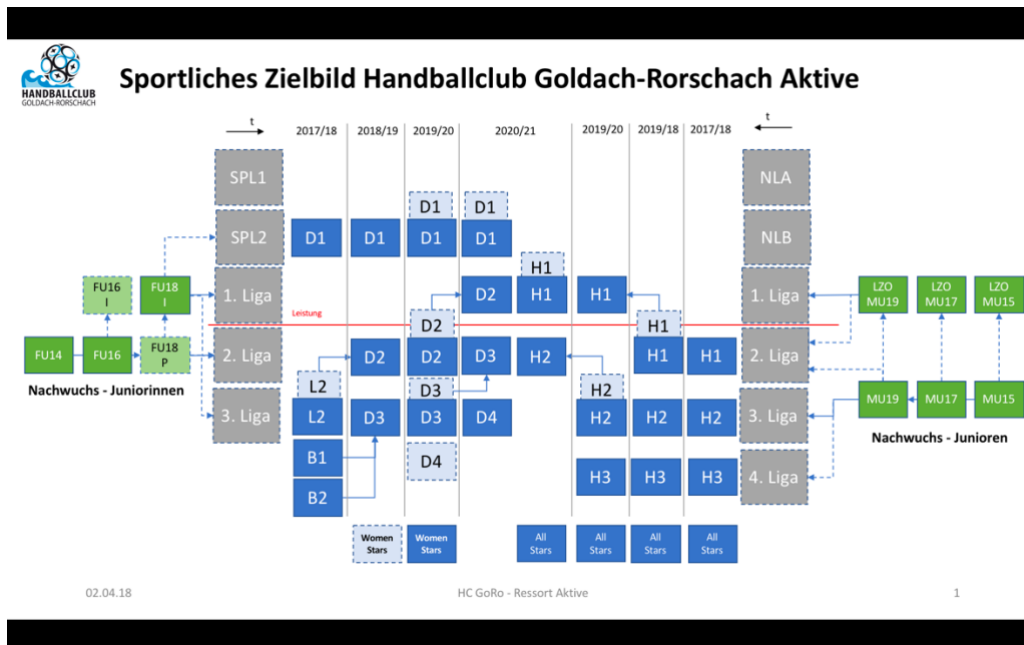 HANDBALLCLUB
GOLDACH-RORSCHACH
Sportliches Zielbild Handballclub Goldach-Rorschach Aktive
t
2017/18
2018/19
2019/20
2020/21
2019/20
2019/18
2017/18
t
SPL1
NLA
D1
D1
SPL2
D1
D1
D1
D1
NLB
H1
FU16
I
FU18
I
1. Liga
D2
H1
H1
1. Liga
LZO
MU19
LZO
MU17
LZO
MU15
Leistung
D2
H1
FU14
FU16
FU18
P
2. Liga
D2
D2
D3
H2
H1
H1
2. Liga
Nachwuchs - Juniorinnen
L2
D3
H2
3. Liga
L2
D3
D3
D4
H2
H2
H2
3. Liga
MU19
MU17
MU15
Nachwuchs - Junioren
B1
D4
H3
H3
H3
4. Liga
B2
Women
Stars
Women
Stars
All
Stars
All
Stars
All
Stars
All
Stars
02.04.18
HC GoRo - Ressort Aktive
1